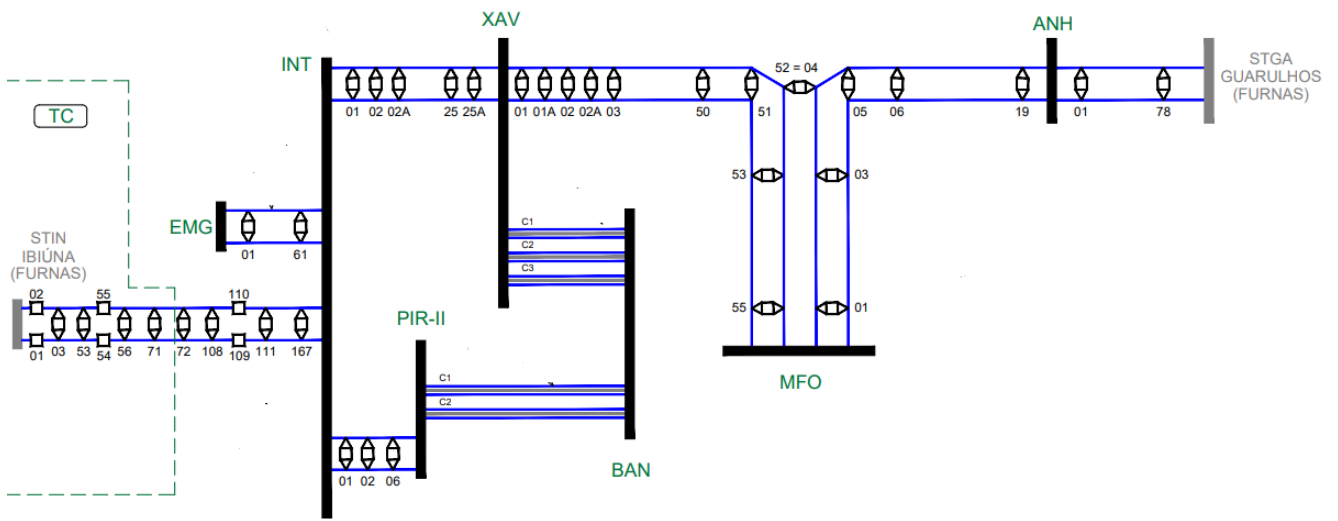 XAV
ANH
INT
52 = 04
STGA
GUARULHOS
(FURNAS)
01 02 02A 25 25A
01 01A 02 02A 03 50 51
05 06 19
01 78
TC
53
03
EMG
01 61
C1
C2
C3
STIN
IBIÚNA
(FURNAS)
02 55 110
01 03 53 54 56 71 72 108 109 111 167
55
01
PIR-II
MFO
C1
C2
BAN
01 02 06